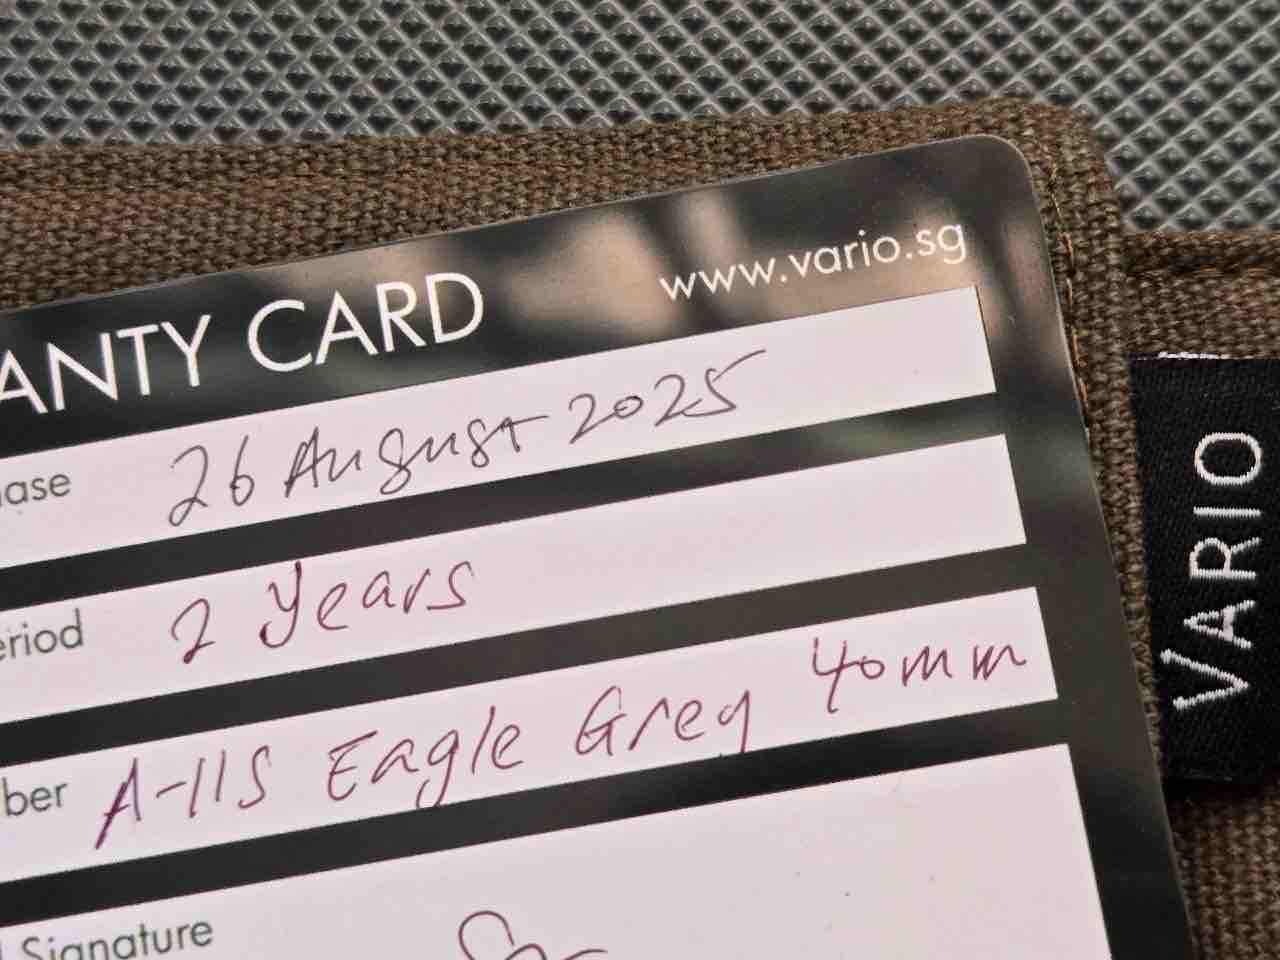 ANTY CARD
www.vario.sg
ase 26 August 2025
eriod 2 Years
ber A-11S Eagle Grey 40mm
Signature
VARIO